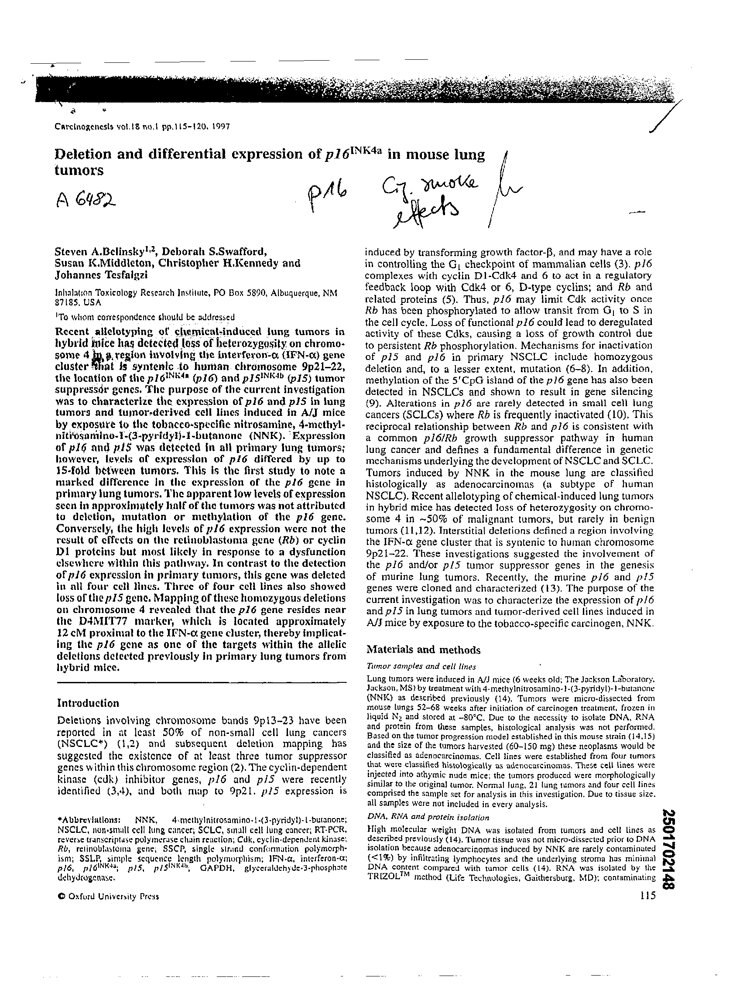 Carcinogenesis vol.18 no.1 pp.115–120, 1997
Deletion and differential expression of p16INK4a in mouse lung
tumors
A 6482
p16
Cig. smoke
effects
Steven A.Belinsky1,2, Deborah S.Swafford,
Susan K.Middleton, Christopher H.Kennedy and
Johannes Tesfaigzi
Inhalation Toxicology Research Institute, PO Box 5890, Albuquerque, NM
87185, USA
1To whom correspondence should be addressed
Recent allelotyping of chemical-induced lung tumors in
hybrid mice has detected loss of heterozygosity on chromo-
some 4 in a region involving the interferon-α (IFN-α) gene
cluster that is syntenic to human chromosome 9p21–22,
the location of the p16INK4a (p16) and p15INK4b (p15) tumor
suppressor genes. The purpose of the current investigation
was to characterize the expression of p16 and p15 in lung
tumors and tumor-derived cell lines induced in A/J mice
by exposure to the tobacco-specific nitrosamine, 4-methyl-
nitrosamino-1-(3-pyridyl)-1-butanone (NNK). Expression
of p16 and p15 was detected in all primary lung tumors;
however, levels of expression of p16 differed by up to
15-fold between tumors. This is the first study to note a
marked difference in the expression of the p16 gene in
primary lung tumors. The apparent low levels of expression
seen in approximately half of the tumors was not attributed
to deletion, mutation or methylation of the p16 gene.
Conversely, the high levels of p16 expression were not the
result of effects on the retinoblastoma gene (Rb) or cyclin
D1 proteins but most likely in response to a dysfunction
elsewhere within this pathway. In contrast to the detection
of p16 expression in primary tumors, this gene was deleted
in all four cell lines. Three of four cell lines also showed
loss of the p15 gene. Mapping of these homozygous deletions
on chromosome 4 revealed that the p16 gene resides near
the D4MIT77 marker, which is located approximately
12 cM proximal to the IFN-α gene cluster, thereby implicat-
ing the p16 gene as one of the targets within the allelic
deletions detected previously in primary lung tumors from
hybrid mice.
Introduction
Deletions involving chromosome bands 9p13–23 have been
reported in at least 50% of non-small cell lung cancers
(NSCLC*) (1,2) and subsequent deletion mapping has
suggested the existence of at least three tumor suppressor
genes within this chromosome region (2). The cyclin-dependent
kinase (cdk) inhibitor genes, p16 and p15 were recently
identified (3,4), and both map to 9p21. p15 expression is
*Abbreviations: NNK, 4-methylnitrosamino-1-(3-pyridyl)-1-butanone;
NSCLC, non-small cell lung cancer; SCLC, small cell lung cancer; RT-PCR,
reverse transcriptase polymerase chain reaction; Cdk, cyclin-dependent kinase;
Rb, retinoblastoma gene; SSCP, single strand conformation polymorph-
ism; SSLP, simple sequence length polymorphism; IFN-α, interferon-α;
p16, p16INK4a; p15, p15INK4b, GAPDH, glyceraldehyde-3-phosphate
dehydrogenase.
© Oxford University Press
induced by transforming growth factor-β, and may have a role
in controlling the G1 checkpoint of mammalian cells (3). p16
complexes with cyclin D1-Cdk4 and 6 to act in a regulatory
feedback loop with Cdk4 or 6, D-type cyclins; and Rb and
related proteins (5). Thus, p16 may limit Cdk activity once
Rb has been phosphorylated to allow transit from G1 to S in
the cell cycle. Loss of functional p16 could lead to deregulated
activity of these Cdks, causing a loss of growth control due
to persistent Rb phosphorylation. Mechanisms for inactivation
of p15 and p16 in primary NSCLC include homozygous
deletion and, to a lesser extent, mutation (6–8). In addition,
methylation of the 5'CpG island of the p16 gene has also been
detected in NSCLCs and shown to result in gene silencing
(9). Alterations in p16 are rarely detected in small cell lung
cancers (SCLCs) where Rb is frequently inactivated (10). This
reciprocal relationship between Rb and p16 is consistent with
a common p16/Rb growth suppressor pathway in human
lung cancer and defines a fundamental difference in genetic
mechanisms underlying the development of NSCLC and SCLC.
Tumors induced by NNK in the mouse lung are classified
histologically as adenocarcinomas (a subtype of human
NSCLC). Recent allelotyping of chemical-induced lung tumors
in hybrid mice has detected loss of heterozygosity on chromo-
some 4 in ~50% of malignant tumors, but rarely in benign
tumors (11,12). Interstitial deletions defined a region involving
the IFN-α gene cluster that is syntenic to human chromosome
9p21–22. These investigations suggested the involvement of
the p16 and/or p15 tumor suppressor genes in the genesis
of murine lung tumors. Recently, the murine p16 and p15
genes were cloned and characterized (13). The purpose of the
current investigation was to characterize the expression of p16
and p15 in lung tumors and tumor-derived cell lines induced in
A/J mice by exposure to the tobacco-specific carcinogen, NNK.
Materials and methods
Tumor samples and cell lines
Lung tumors were induced in A/J mice (6 weeks old; The Jackson Laboratory,
Jackson, MS) by treatment with 4-methylnitrosamino-1-(3-pyridyl)-1-butanone
(NNK) as described previously (14). Tumors were micro-dissected from
mouse lungs 52–68 weeks after initiation of carcinogen treatment, frozen in
liquid N2 and stored at –80°C. Due to the necessity to isolate DNA, RNA
and protein from these samples, histological analysis was not performed.
Based on the tumor progression model established in this mouse strain (14,15)
and the size of the tumors harvested (60–150 mg) these neoplasms would be
classified as adenocarcinomas. Cell lines were established from four tumors
that were classified histologically as adenocarcinomas. These cell lines were
injected into athymic nude mice; the tumors produced were morphologically
similar to the original tumor. Normal lung, 21 lung tumors and four cell lines
comprised the sample set for analysis in this investigation. Due to tissue size,
all samples were not included in every analysis.
DNA, RNA and protein isolation
High molecular weight DNA was isolated from tumors and cell lines as
described previously (14). Tumor tissue was not micro-dissected prior to DNA
isolation because adenocarcinomas induced by NNK are rarely contaminated
(<1%) by infiltrating lymphocytes and the underlying stroma has minimal
DNA content compared with tumor cells (14). RNA was isolated by the
TRIZOL™ method (Life Technologies, Gaithersburg, MD); contaminating
115
2501702148